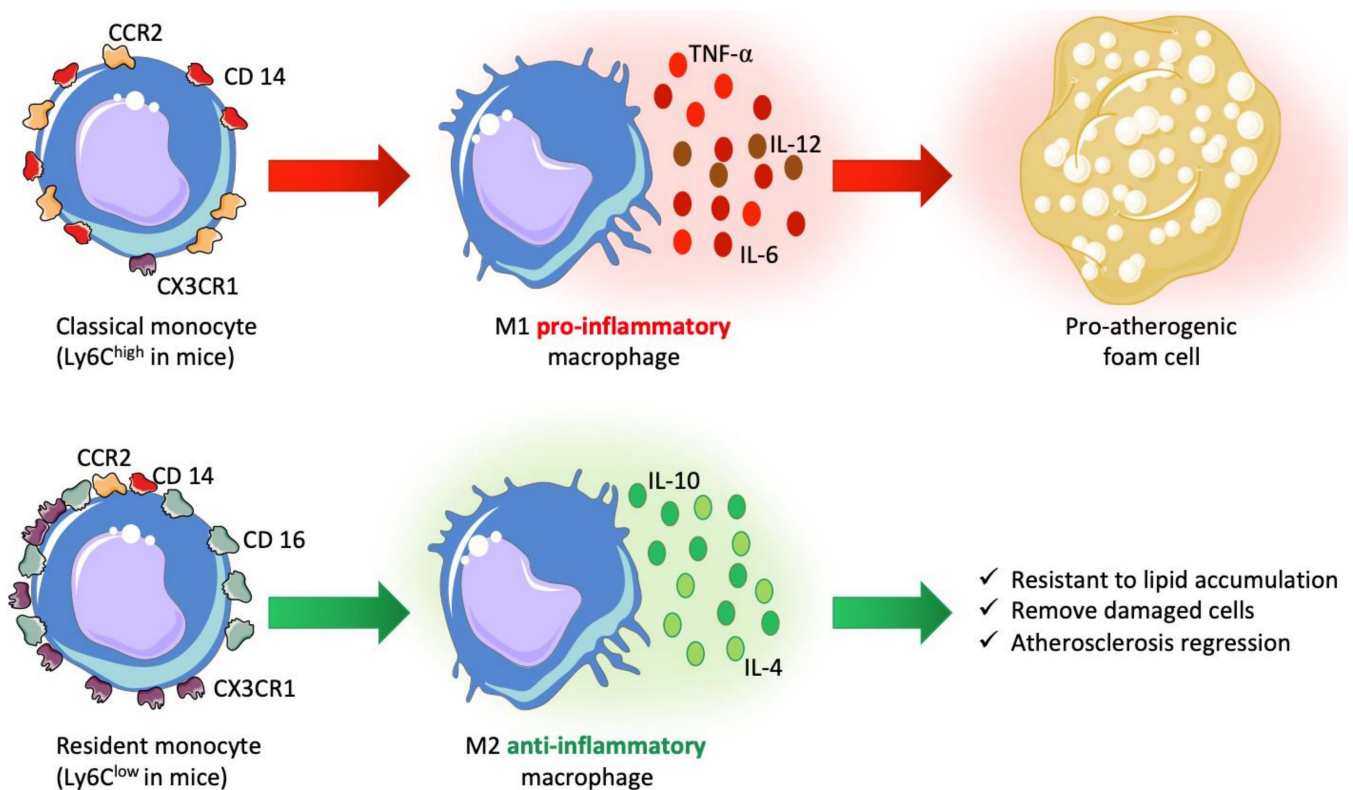 CCR2
CD 14
CX3CR1
Classical monocyte
(Ly6Chigh in mice)
TNF-α
IL-12
IL-6
M1 pro-inflammatory
macrophage
Pro-atherogenic
foam cell
CCR2
CD 14
CD 16
CX3CR1
Resident monocyte
(Ly6Clow in mice)
IL-10
IL-4
M2 anti-inflammatory
macrophage
✓ Resistant to lipid accumulation
✓ Remove damaged cells
✓ Atherosclerosis regression